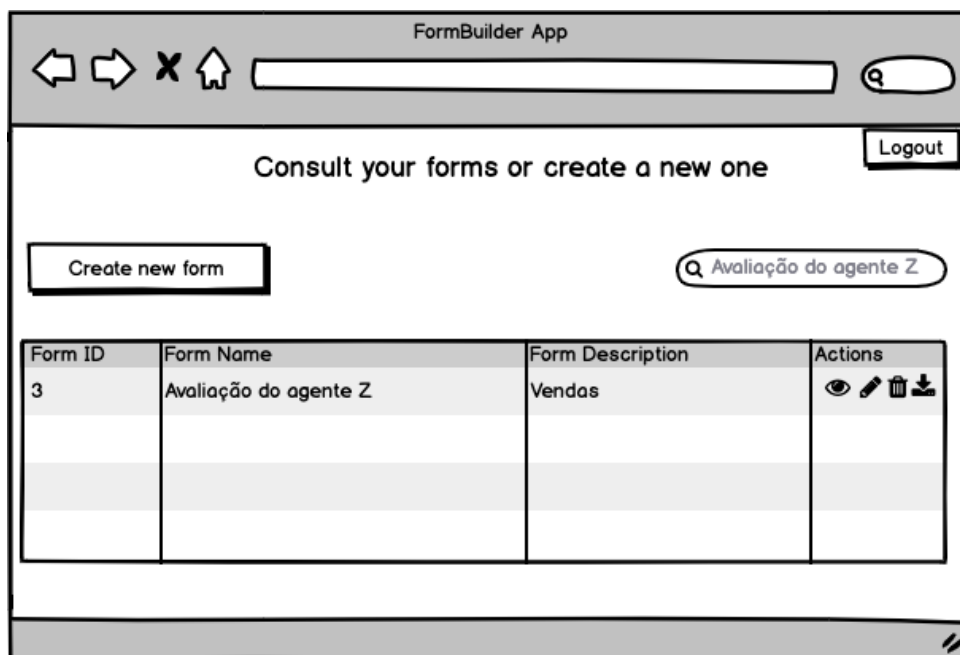 FormBuilder App
Logout
Consult your forms or create a new one
Create new form
Avaliação do agente Z
Form ID Form Name Form Description Actions
3 Avaliação do agente Z Vendas